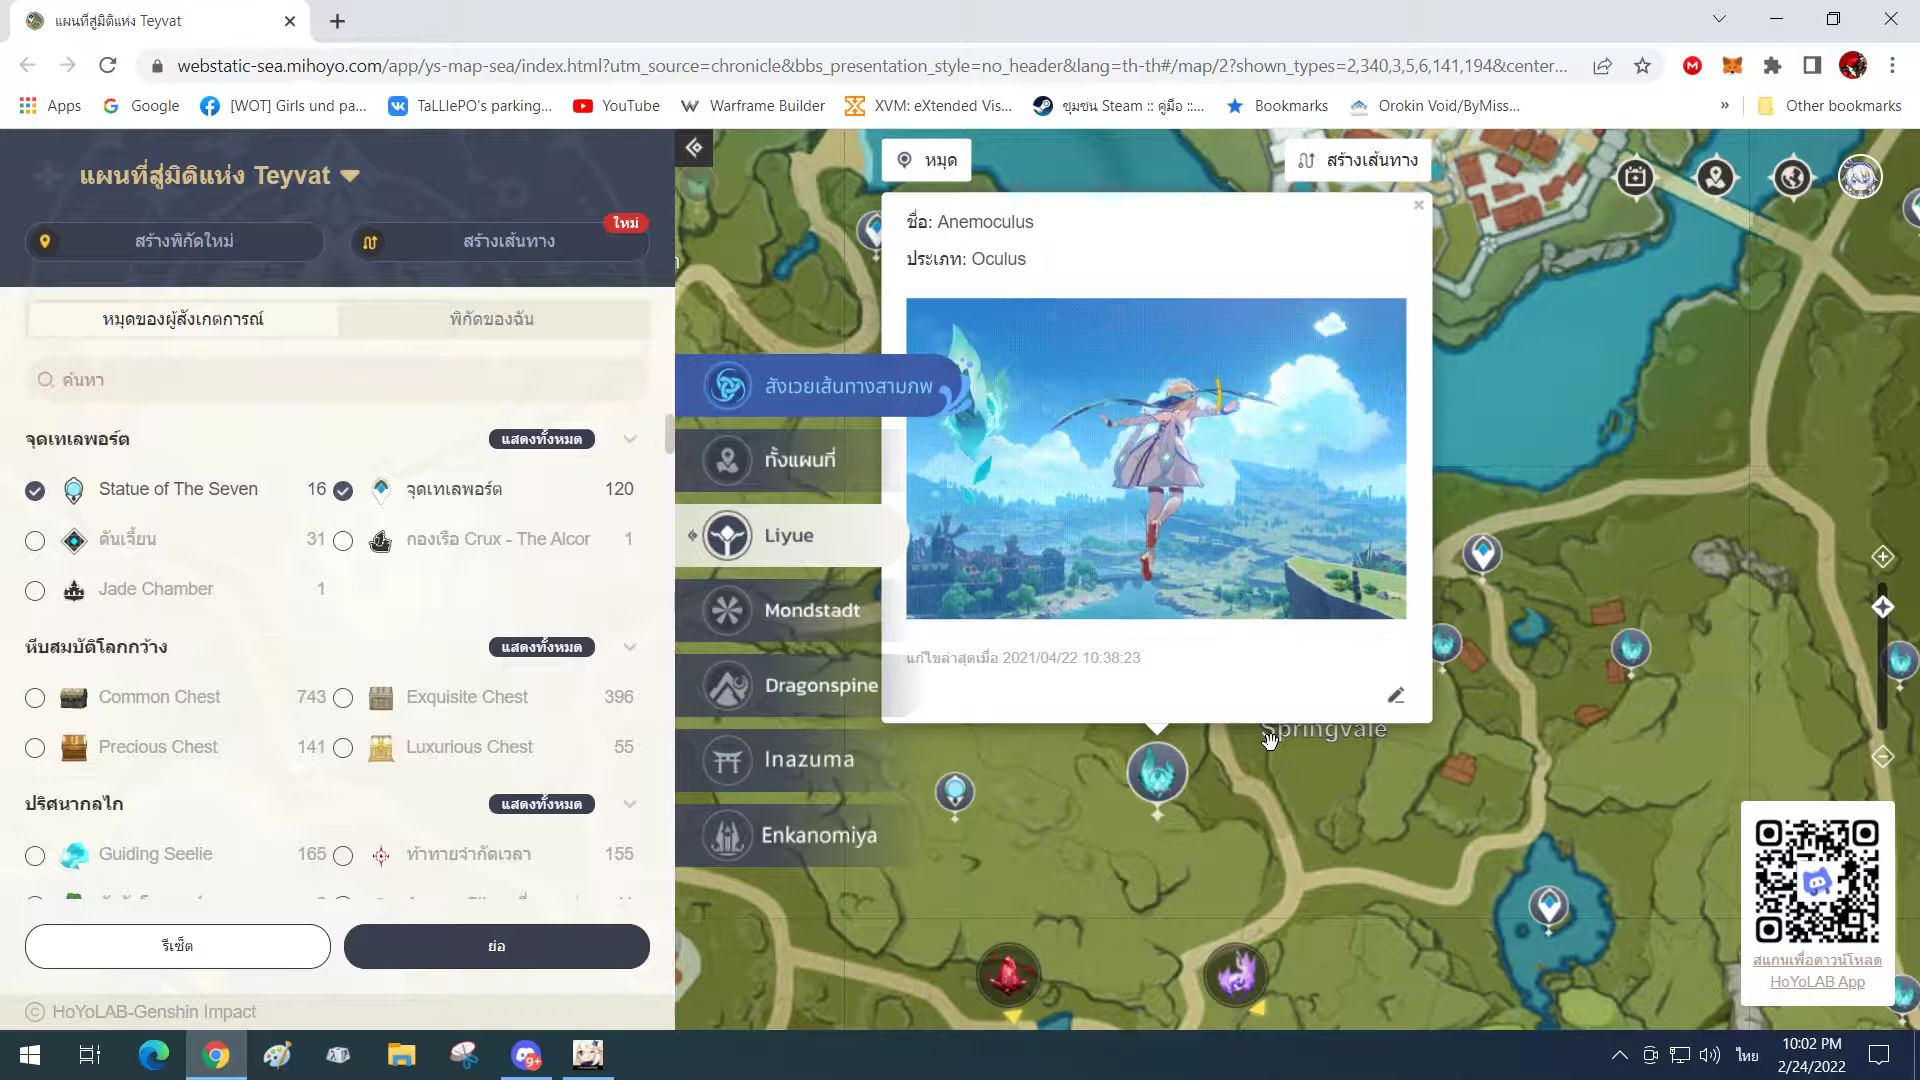 แผนที่สู่มิติแห่ง Teyvat
webstatic-sea.mihoyo.com/app/ys-map-sea/index.html?utm_source=chronicle&bbs_presentation_style=no_header&lang=th-th#/map/2?shown_types=2,340,3,5,6,141,194&center...
Apps
Google
[WOT] Girls und pa...
TaLLIePO's parking...
YouTube
Warframe Builder
XVM: eXtended Vis...
ชุมชน Steam :: คู่มือ ::...
Bookmarks
Orokin Void/ByMiss...
»
Other bookmarks
แผนที่สู่มิติแห่ง Teyvat
สร้างพิกัดใหม่
สร้างเส้นทาง
ใหม่
หมุดของผู้สังเกตการณ์
พิกัดของฉัน
ค้นหา
จุดเทเลพอร์ต
แสดงทั้งหมด
Statue of The Seven 16
จุดเทเลพอร์ต 120
ดันเจี้ยน 31
กองเรือ Crux - The Alcor 1
Jade Chamber 1
หีบสมบัติโลกกว้าง
แสดงทั้งหมด
Common Chest 743
Exquisite Chest 396
Precious Chest 141
Luxurious Chest 55
ปริศนากลไก
แสดงทั้งหมด
Guiding Seelie 165
ท้าทายจำกัดเวลา 155
รีเซ็ต
ย่อ
© HoYoLAB-Genshin Impact
สังเวยเส้นทางสามภพ
ทั้งแผนที่
Liyue
Mondstadt
Dragonspine
Inazuma
Enkanomiya
หมุด
สร้างเส้นทาง
ชื่อ: Anemoculus
ประเภท: Oculus
แก้ไขล่าสุดเมื่อ 2021/04/22 10:38:23
Springvale
สแกนเพื่อดาวน์โหลด
HoYoLAB App
9+
ไทย
10:02 PM
2/24/2022